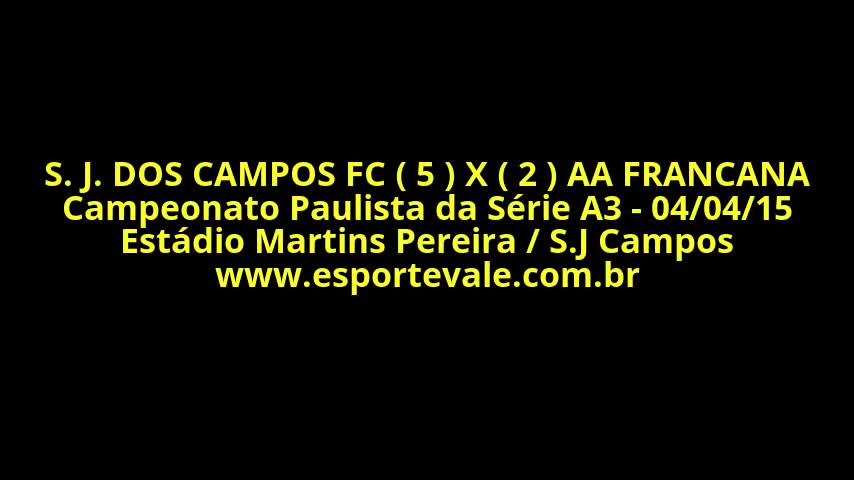 S. J. DOS CAMPOS FC ( 5 ) X ( 2 ) AA FRANCANA
Campeonato Paulista da Série A3 - 04/04/15
Estádio Martins Pereira / S.J Campos
www.esportevale.com.br